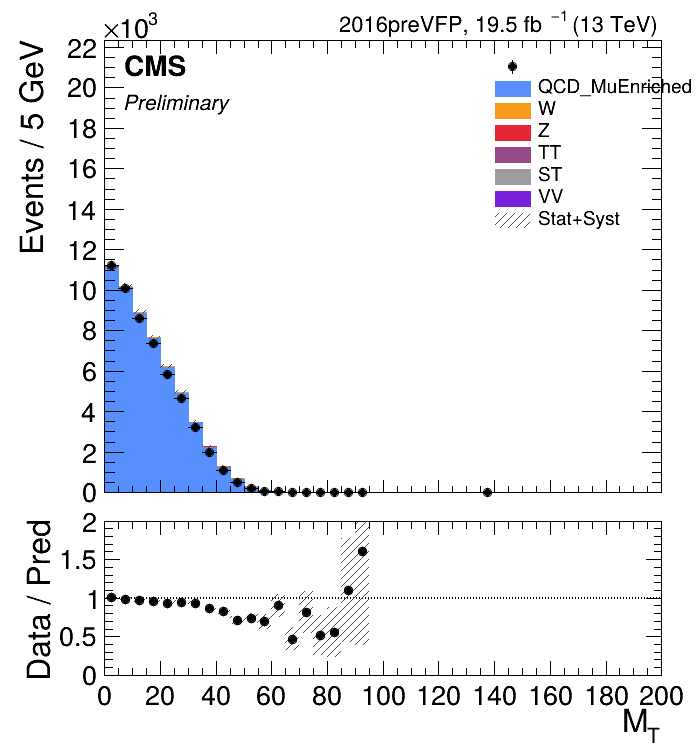 ×10³
2016preVFP, 19.5 fb ⁻¹ (13 TeV)
CMS
Preliminary
QCD_MuEnriched
W
Z
TT
ST
VV
Stat+Syst
Events / 5 GeV
22
20
18
16
14
12
10
8
6
4
2
0
Data / Pred
2
1.5
1
0.5
0
0 20 40 60 80 100 120 140 160 180 200
M_T